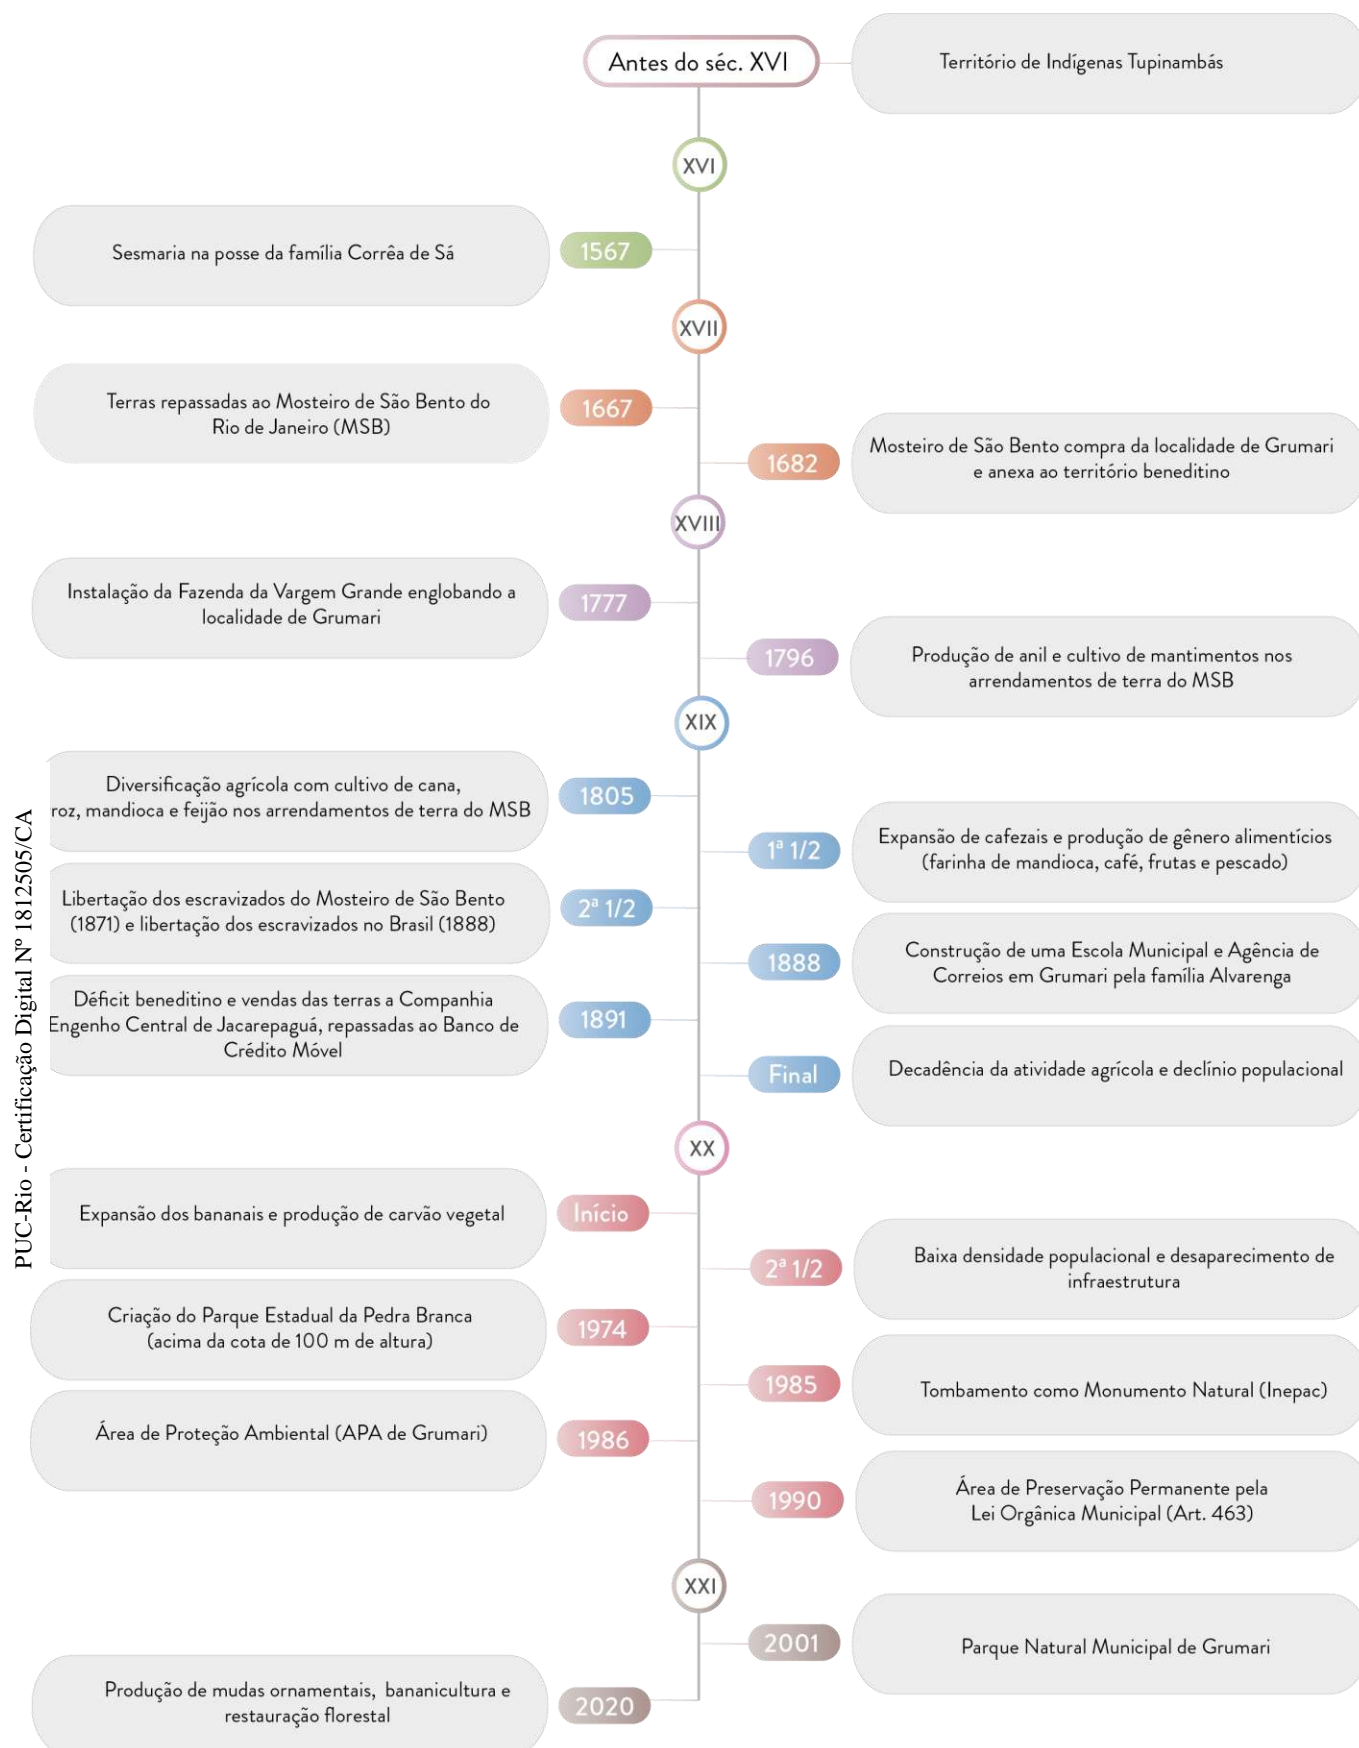 Antes do séc. XVI
Território de Indígenas Tupinambás
XVI
Sesmaria na posse da família Corrêa de Sá
1567
XVII
Terras repassadas ao Mosteiro de São Bento do
Rio de Janeiro (MSB)
1667
1682
Mosteiro de São Bento compra da localidade de Grumari
e anexa ao território beneditino
XVIII
Instalação da Fazenda da Vargem Grande englobando a
localidade de Grumari
1777
1796
Produção de anil e cultivo de mantimentos nos
arrendamentos de terra do MSB
XIX
Diversificação agrícola com cultivo de cana,
roz, mandioca e feijão nos arrendamentos de terra do MSB
1805
1ª 1/2
Expansão de cafezais e produção de gênero alimentícios
(farinha de mandioca, café, frutas e pescado)
Libertação dos escravizados do Mosteiro de São Bento
(1871) e libertação dos escravizados no Brasil (1888)
2ª 1/2
1888
Construção de uma Escola Municipal e Agência de
Correios em Grumari pela família Alvarenga
Déficit beneditino e vendas das terras a Companhia
Engenho Central de Jacarepaguá, repassadas ao Banco de
Crédito Móvel
1891
Final
Decadência da atividade agrícola e declínio populacional
XX
Expansão dos bananais e produção de carvão vegetal
Início
2ª 1/2
Baixa densidade populacional e desaparecimento de
infraestrutura
Criação do Parque Estadual da Pedra Branca
(acima da cota de 100 m de altura)
1974
1985
Tombamento como Monumento Natural (Inepac)
Área de Proteção Ambiental (APA de Grumari)
1986
1990
Área de Preservação Permanente pela
Lei Orgânica Municipal (Art. 463)
XXI
2001
Parque Natural Municipal de Grumari
Produção de mudas ornamentais, bananicultura e
restauração florestal
2020
PUC-Rio - Certificação Digital Nº 1812505/CA